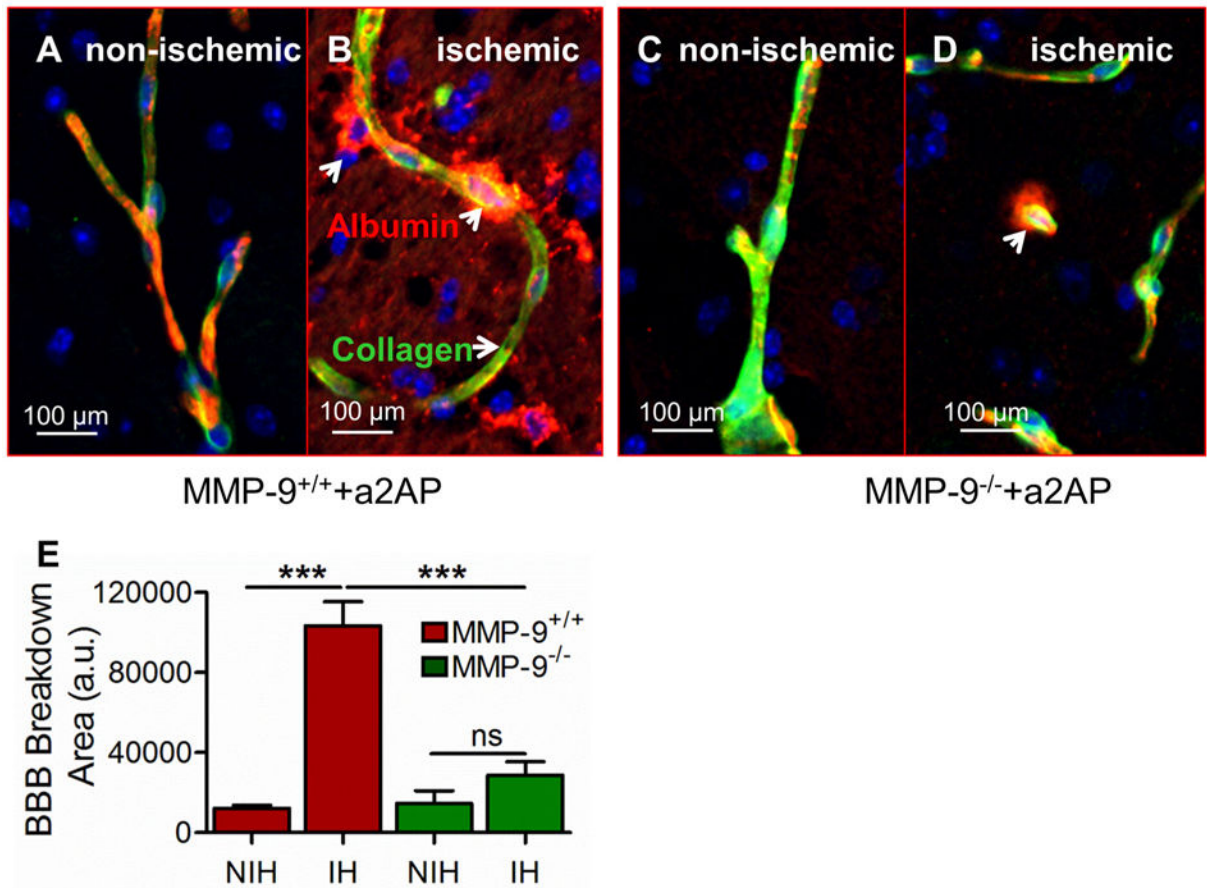 A non-ischemic
B ischemic
C non-ischemic
D ischemic
Albumin
Collagen
100 µm
100 µm
100 µm
100 µm
MMP-9+/++a2AP
MMP-9-/-+a2AP
E
BBB Breakdown
Area (a.u.)
120000
80000
40000
0
***
***
ns
MMP-9+/+
MMP-9-/-
NIH IH NIH IH